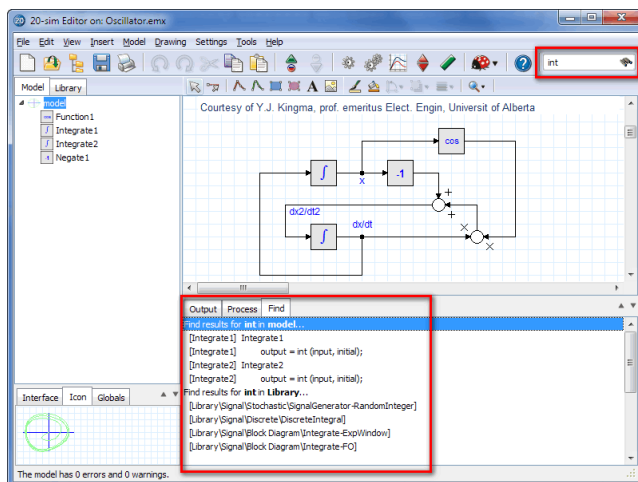 20-sim Editor on: Oscillator.emx
File Edit View Insert Model Drawing Settings Tools Help
int
Model Library
model
Function1
Integrate1
Integrate2
Negate1
Courtesy of Y.J. Kingma, prof. emeritus Elect. Engin, Universit of Alberta
cos
∫
x
-1
+
+
dx2/dt2
dx/dt
∫
Output Process Find
Find results for int in model...
[Integrate1] Integrate1
[Integrate1] output = int (input, initial);
[Integrate2] Integrate2
[Integrate2] output = int (input, initial);
Find results for int in Library...
[Library\Signal\Stochastic\SignalGenerator-RandomInteger]
[Library\Signal\Discrete\DiscreteIntegral]
[Library\Signal\Block Diagram\Integrate-ExpWindow]
[Library\Signal\Block Diagram\Integrate-FO]
Interface Icon Globals
The model has 0 errors and 0 warnings.